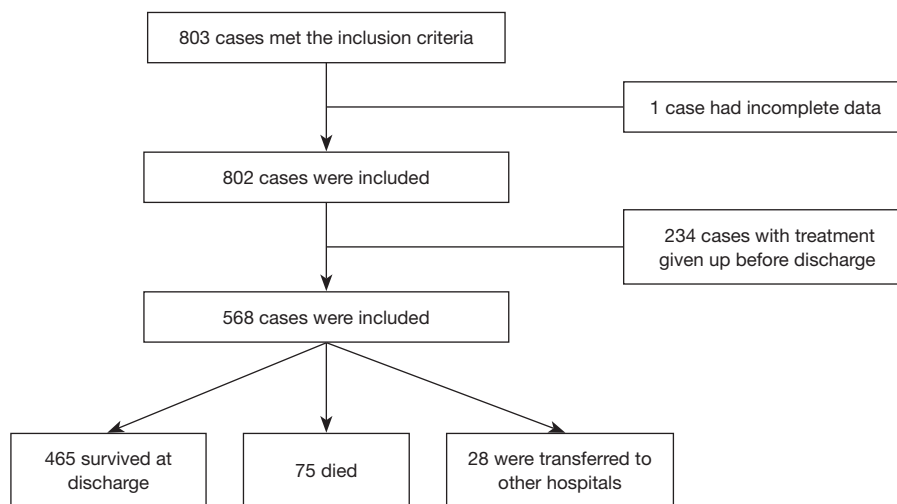 803 cases met the inclusion criteria
1 case had incomplete data
802 cases were included
234 cases with treatment
given up before discharge
568 cases were included
465 survived at
discharge
75 died
28 were transferred to
other hospitals